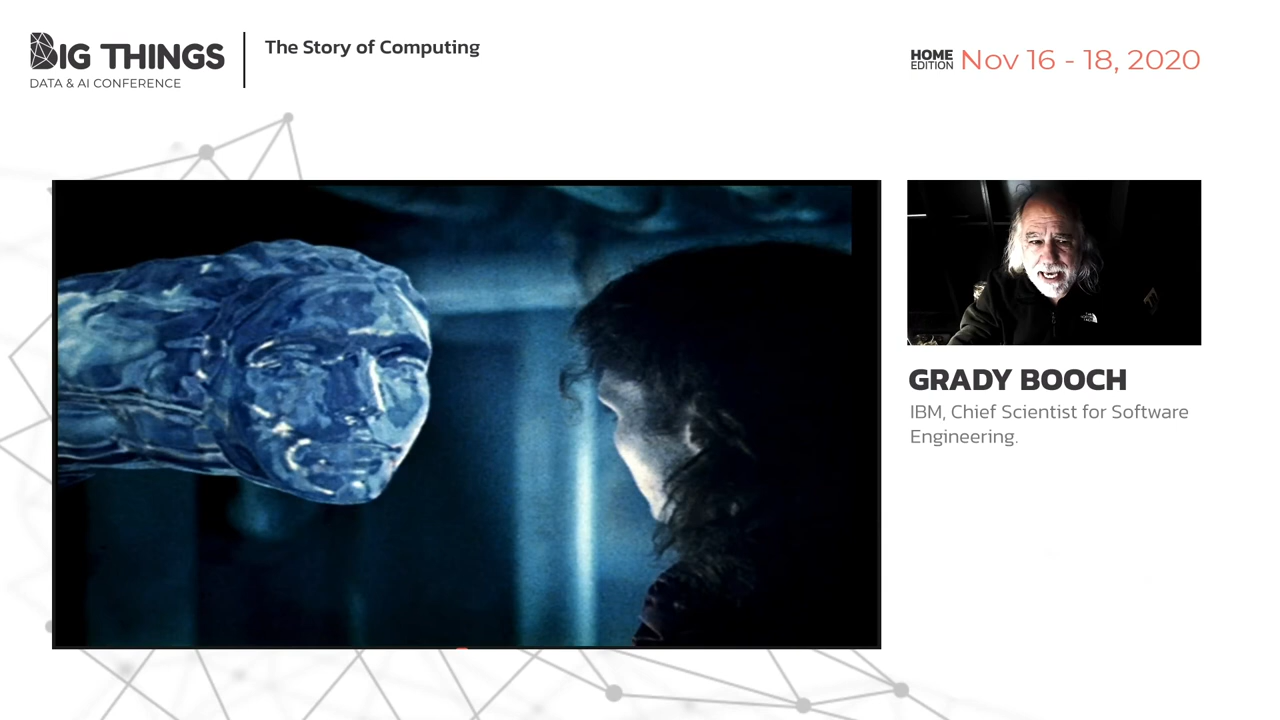 BIG THINGS
DATA & AI CONFERENCE
The Story of Computing
HOME
EDITION
Nov 16 - 18, 2020
GRADY BOOCH
IBM, Chief Scientist for Software
Engineering.